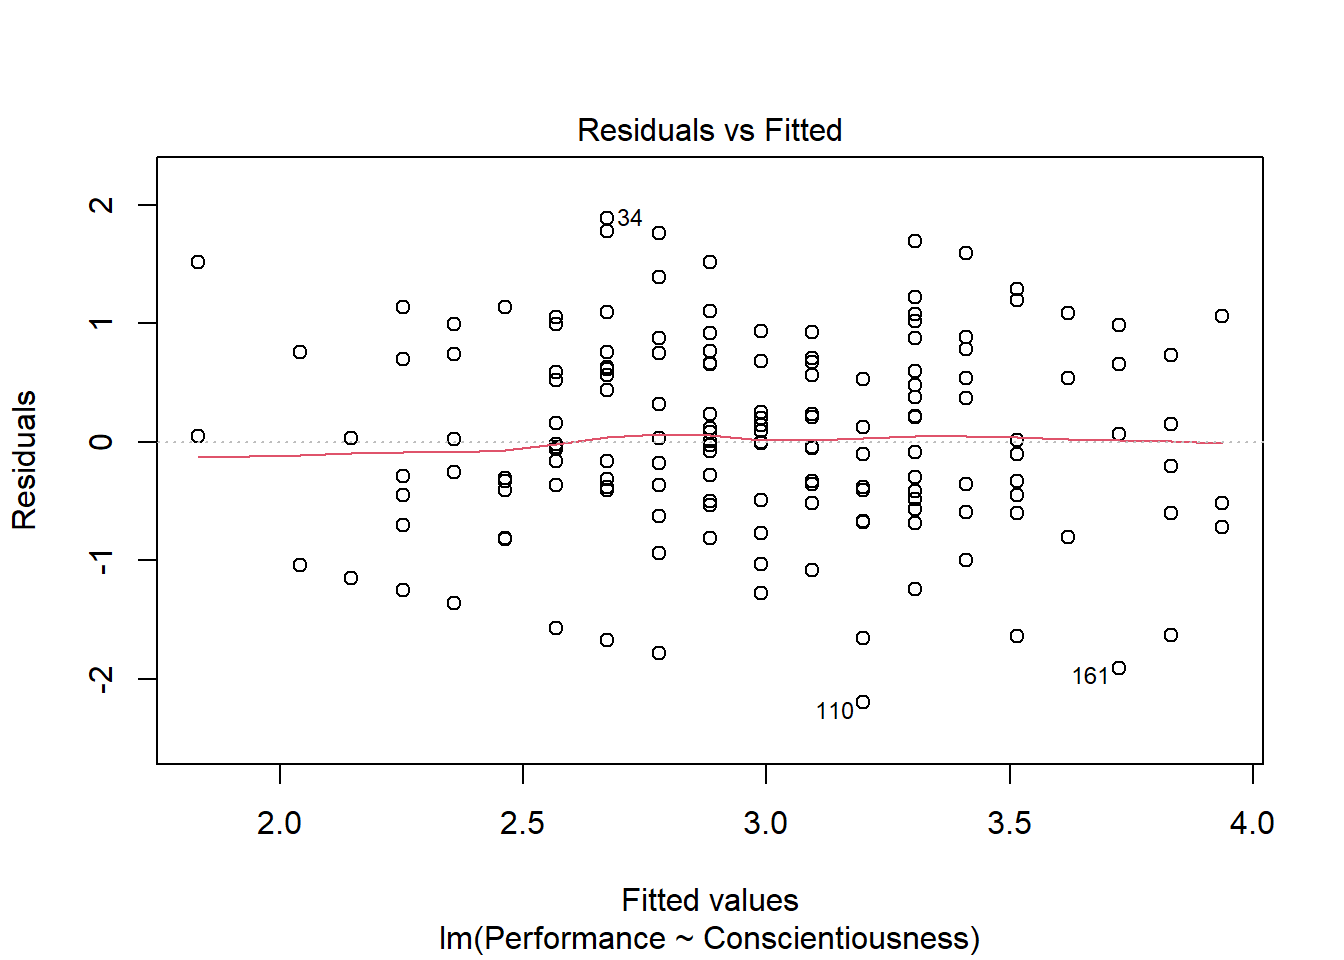 Residuals vs Fitted
Residuals
2
1
0
-1
-2
34
110
161
2.0 2.5 3.0 3.5 4.0
Fitted values
lm(Performance ~ Conscientiousness)